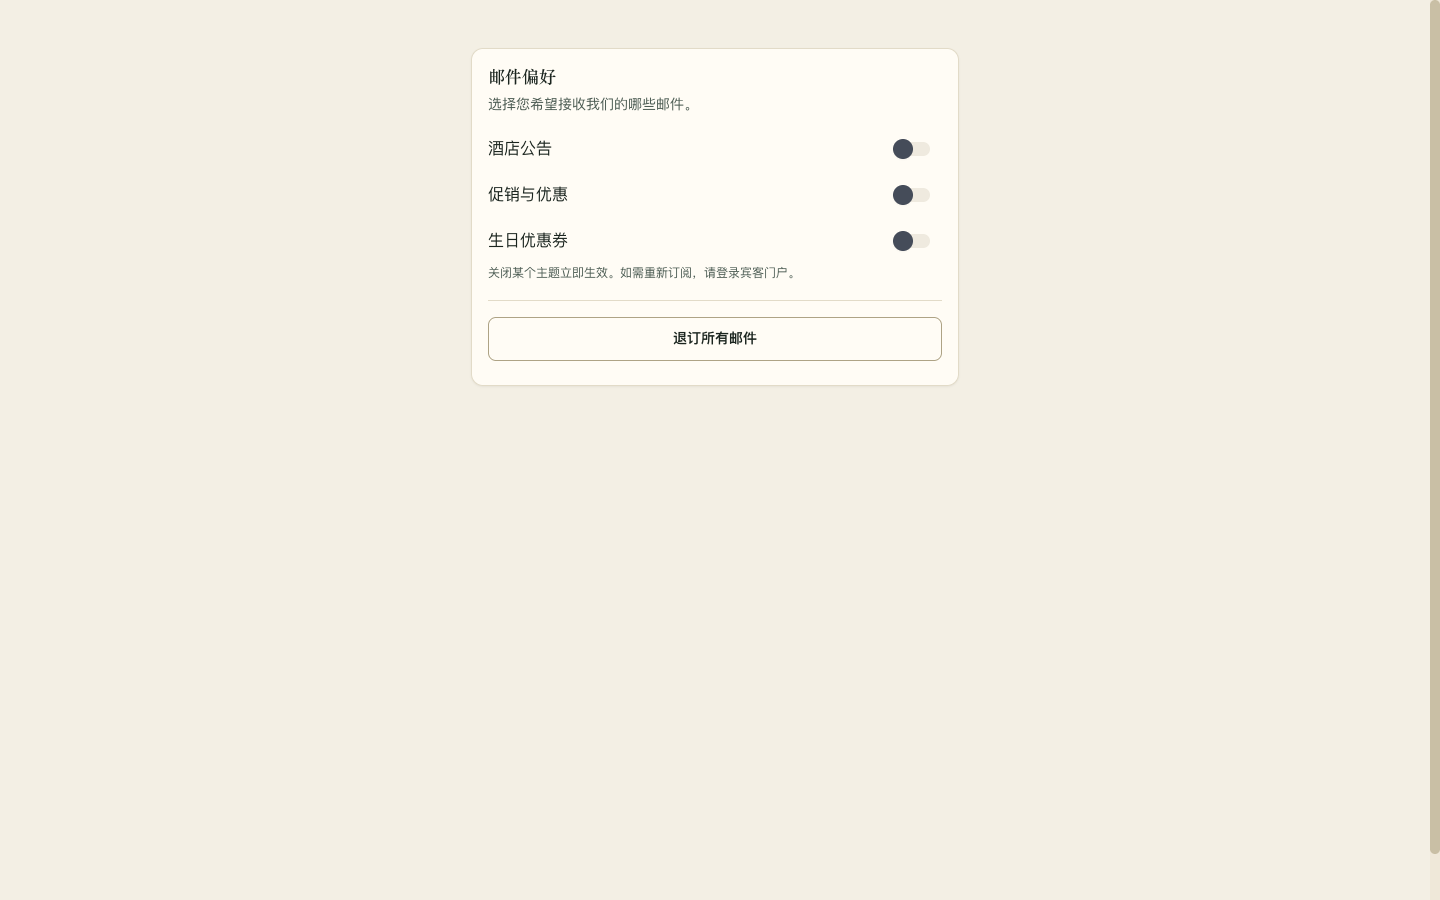 邮件偏好
选择您希望接收我们的哪些邮件。
酒店公告
促销与优惠
生日优惠券
关闭某个主题立即生效。如需重新订阅，请登录宾客门户。
退订所有邮件